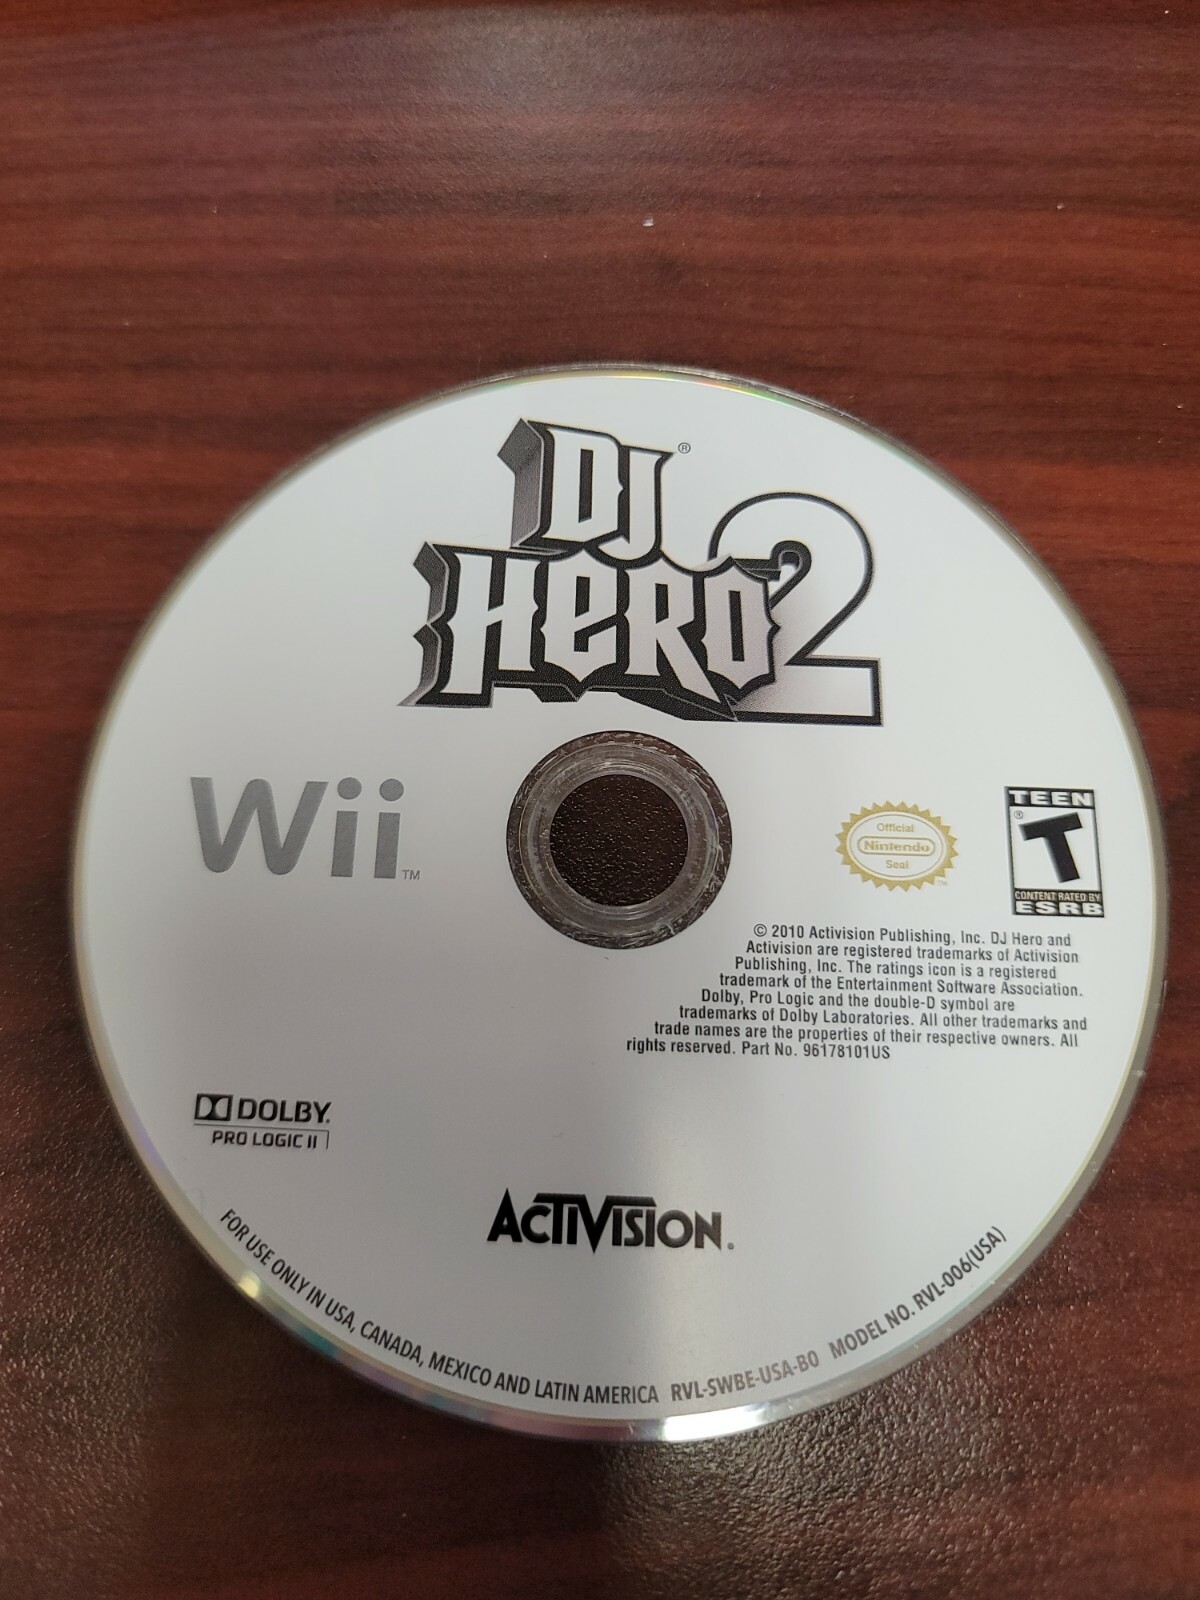 DJ®
HERO2
Wii™
Official
Nintendo
Seal™
TEEN
®
T
CONTENT RATED BY
ESRB
© 2010 Activision Publishing, Inc. DJ Hero and
Activision are registered trademarks of Activision
Publishing, Inc. The ratings icon is a registered
trademark of the Entertainment Software Association.
Dolby, Pro Logic and the double-D symbol are
trademarks of Dolby Laboratories. All other trademarks and
trade names are the properties of their respective owners. All
rights reserved. Part No. 96178101US
DOLBY.
PRO LOGIC II
ACTIVISION.
FOR USE ONLY IN USA, CANADA, MEXICO AND LATIN AMERICA RVL-SWBE-USA-B0 MODEL NO. RVL-006(USA)